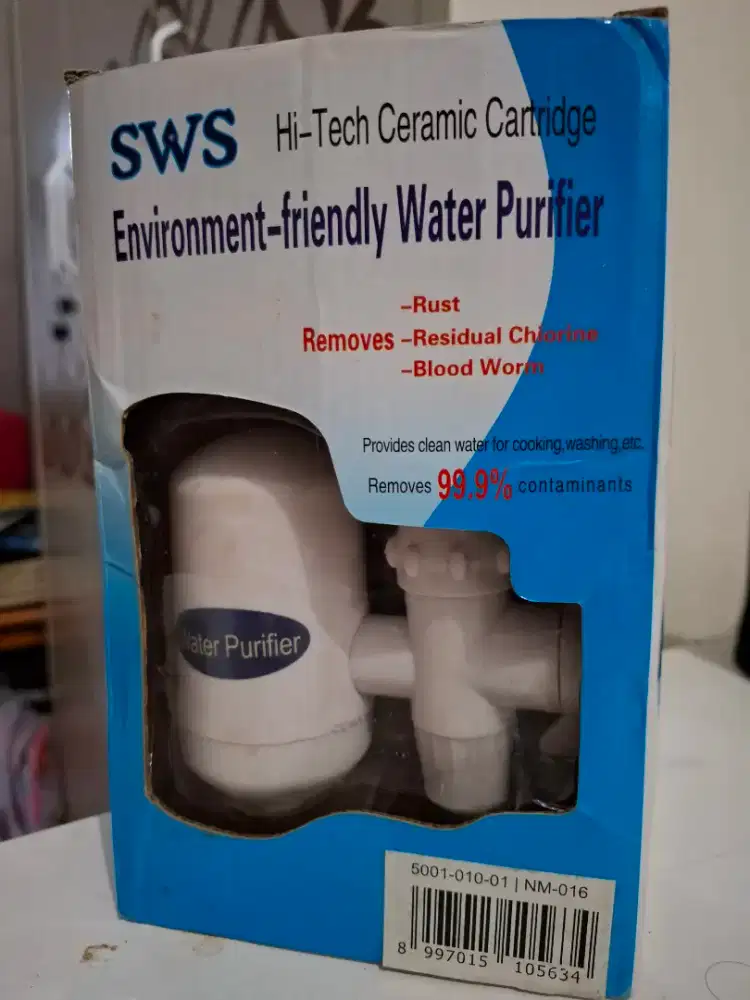 SWS Hi-Tech Ceramic Cartridge
Environment-friendly Water Purifier
-Rust
Removes -Residual Chlorine
-Blood Worm
Provides clean water for cooking,washing,etc.
Removes 99.9% contaminants
Water Purifier
5001-010-01 | NM-016
8 997015 105634